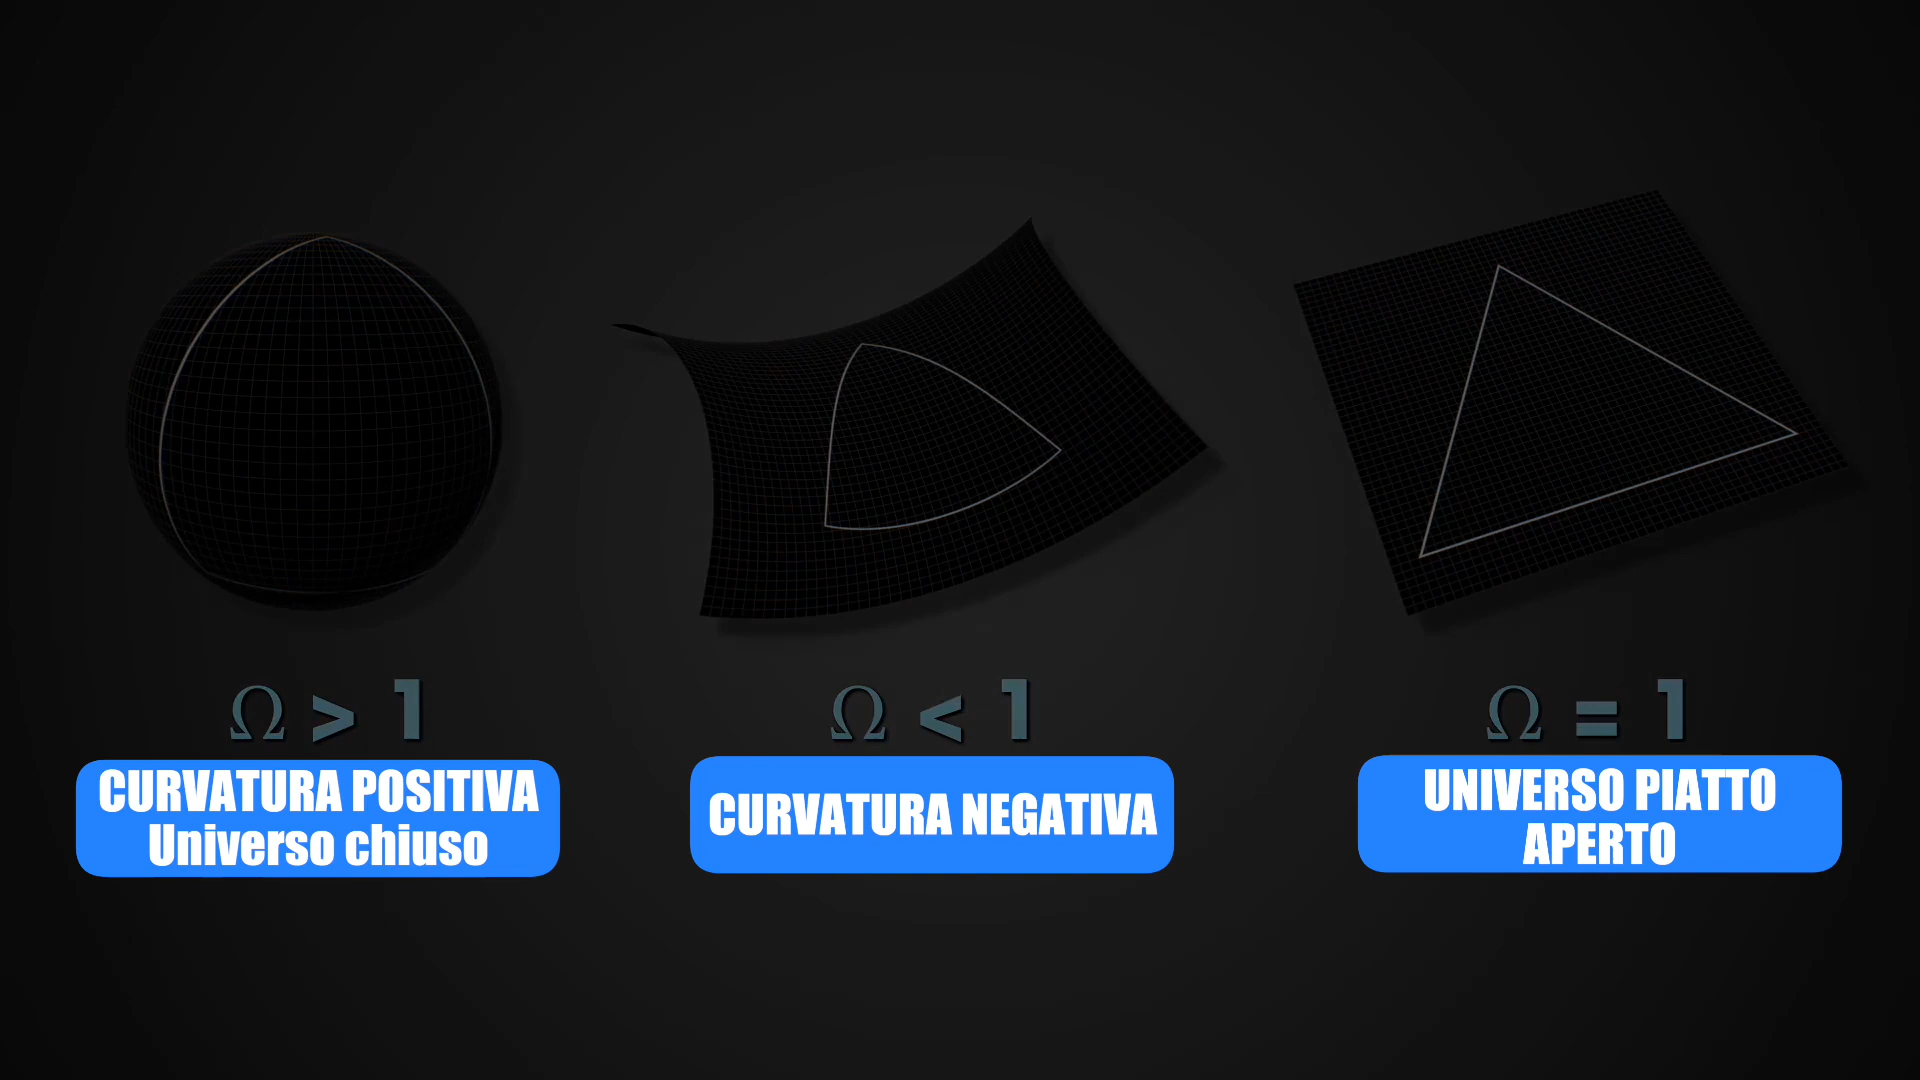 Ω > 1
CURVATURA POSITIVA
Universo chiuso
Ω < 1
CURVATURA NEGATIVA
Ω = 1
UNIVERSO PIATTO
APERTO